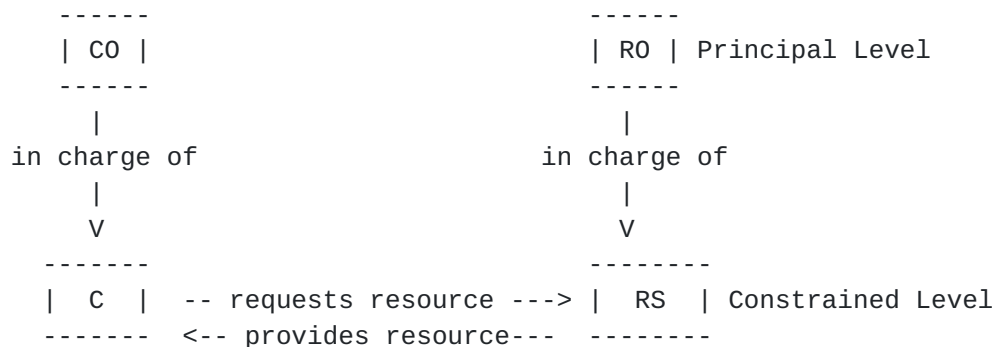 ------                            ------
| CO |                            | RO | Principal Level
------                            ------
|                                 |
in charge of                      in charge of
|                                 |
V                                 V
-------                           --------
|  C  |  -- requests resource ---> |  RS  | Constrained Level
-------  <-- provides resource---  --------